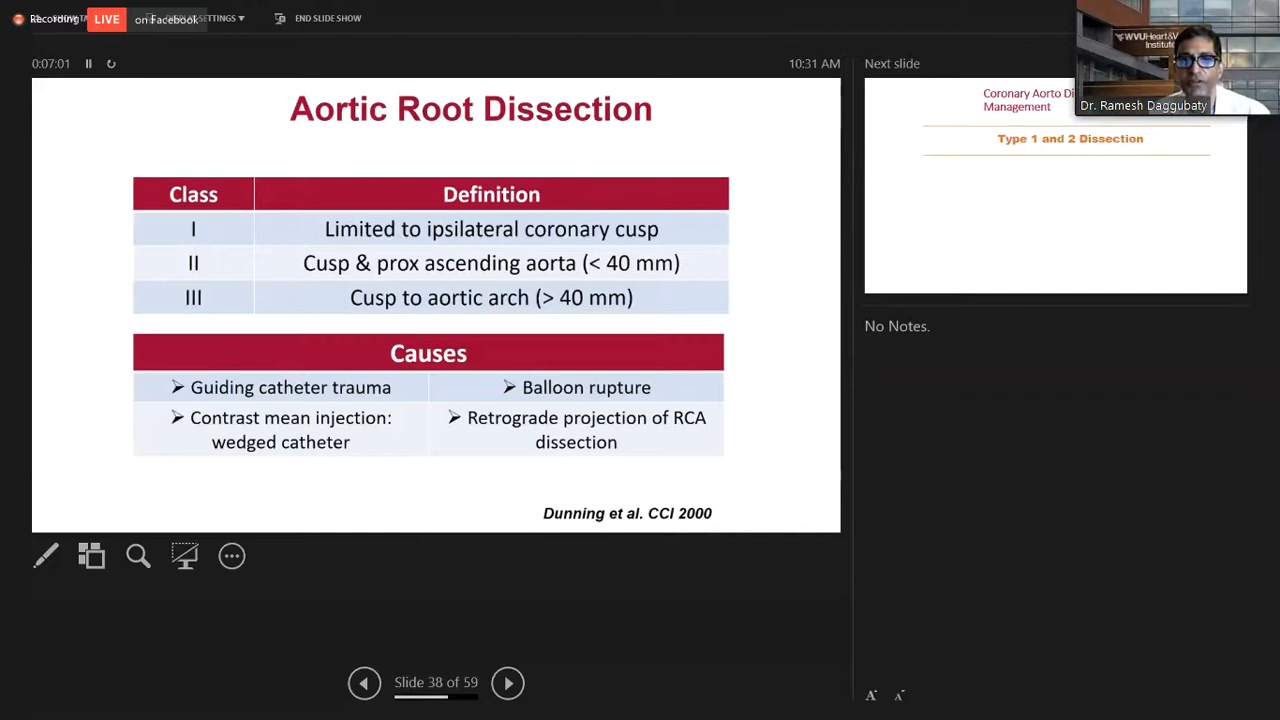 Recording
LIVE
on Facebook
SETTINGS ▼
END SLIDE SHOW
0:07:01
10:31 AM
Aortic Root Dissection
Class
Definition
I
Limited to ipsilateral coronary cusp
II
Cusp & prox ascending aorta (< 40 mm)
III
Cusp to aortic arch (> 40 mm)
Causes
➢ Guiding catheter trauma
➢ Balloon rupture
➢ Contrast mean injection:
wedged catheter
➢ Retrograde projection of RCA
dissection
Dunning et al. CCI 2000
Slide 38 of 59
Next slide
Coronary Aorto
Management
Type 1 and 2 Dissection
No Notes.
WVU Heart &
Institute
Dr. Ramesh Daggubaty